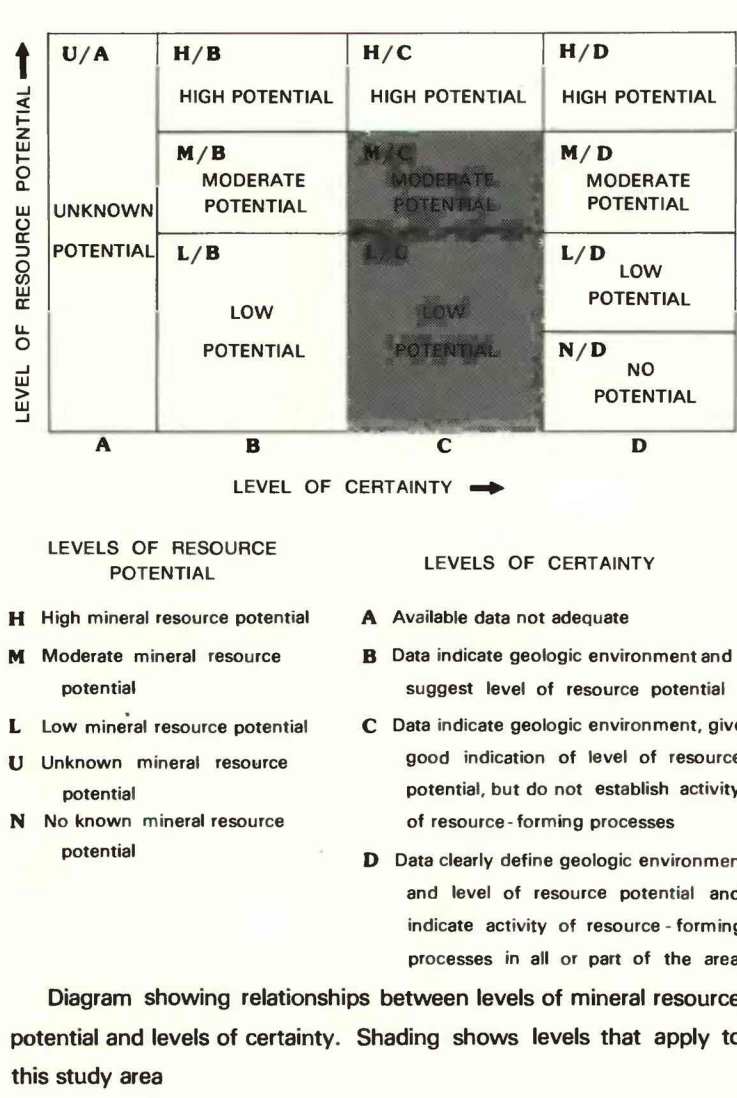 LEVEL OF RESOURCE POTENTIAL
U/A
H/B
H/C
H/D
HIGH POTENTIAL
HIGH POTENTIAL
HIGH POTENTIAL
M/B
M/C
M/D
MODERATE
MODERATE
MODERATE
POTENTIAL
POTENTIAL
POTENTIAL
UNKNOWN
POTENTIAL
L/B
L/C
L/D
LOW
POTENTIAL
LOW
POTENTIAL
LOW
POTENTIAL
N/D
NO
POTENTIAL
A
B
C
D
LEVEL OF CERTAINTY
LEVELS OF RESOURCE
POTENTIAL
H High mineral resource potential
M Moderate mineral resource
potential
L Low mineral resource potential
U Unknown mineral resource
potential
N No known mineral resource
potential
LEVELS OF CERTAINTY
A Available data not adequate
B Data indicate geologic environment and
suggest level of resource potential
C Data indicate geologic environment, give
good indication of level of resource
potential, but do not establish activity
of resource-forming processes
D Data clearly define geologic environmen
and level of resource potential and
indicate activity of resource-forming
processes in all or part of the area
Diagram showing relationships between levels of mineral resource
potential and levels of certainty. Shading shows levels that apply to
this study area